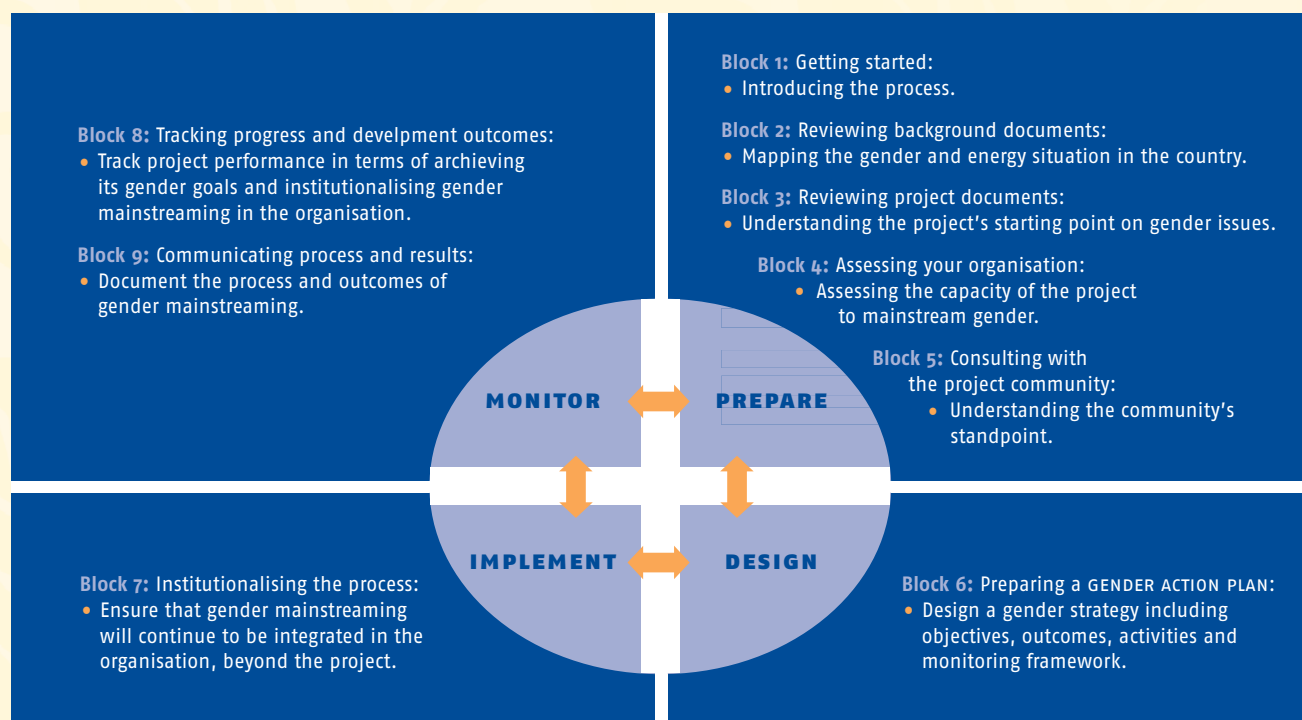 Block 8: Tracking progress and develpment outcomes:
• Track project performance in terms of archieving
its gender goals and institutionalising gender
mainstreaming in the organisation.
Block 9: Communicating process and results:
• Document the process and outcomes of
gender mainstreaming.
Block 1: Getting started:
• Introducing the process.
Block 2: Reviewing background documents:
• Mapping the gender and energy situation in the country.
Block 3: Reviewing project documents:
• Understanding the project's starting point on gender issues.
Block 4: Assessing your organisation:
• Assessing the capacity of the project
to mainstream gender.
Block 5: Consulting with
the project community:
• Understanding the community's
standpoint.
MONITOR
PREPARE
IMPLEMENT
DESIGN
Block 7: Institutionalising the process:
• Ensure that gender mainstreaming
will continue to be integrated in the
organisation, beyond the project.
Block 6: Preparing a GENDER ACTION PLAN:
• Design a gender strategy including
objectives, outcomes, activities and
monitoring framework.